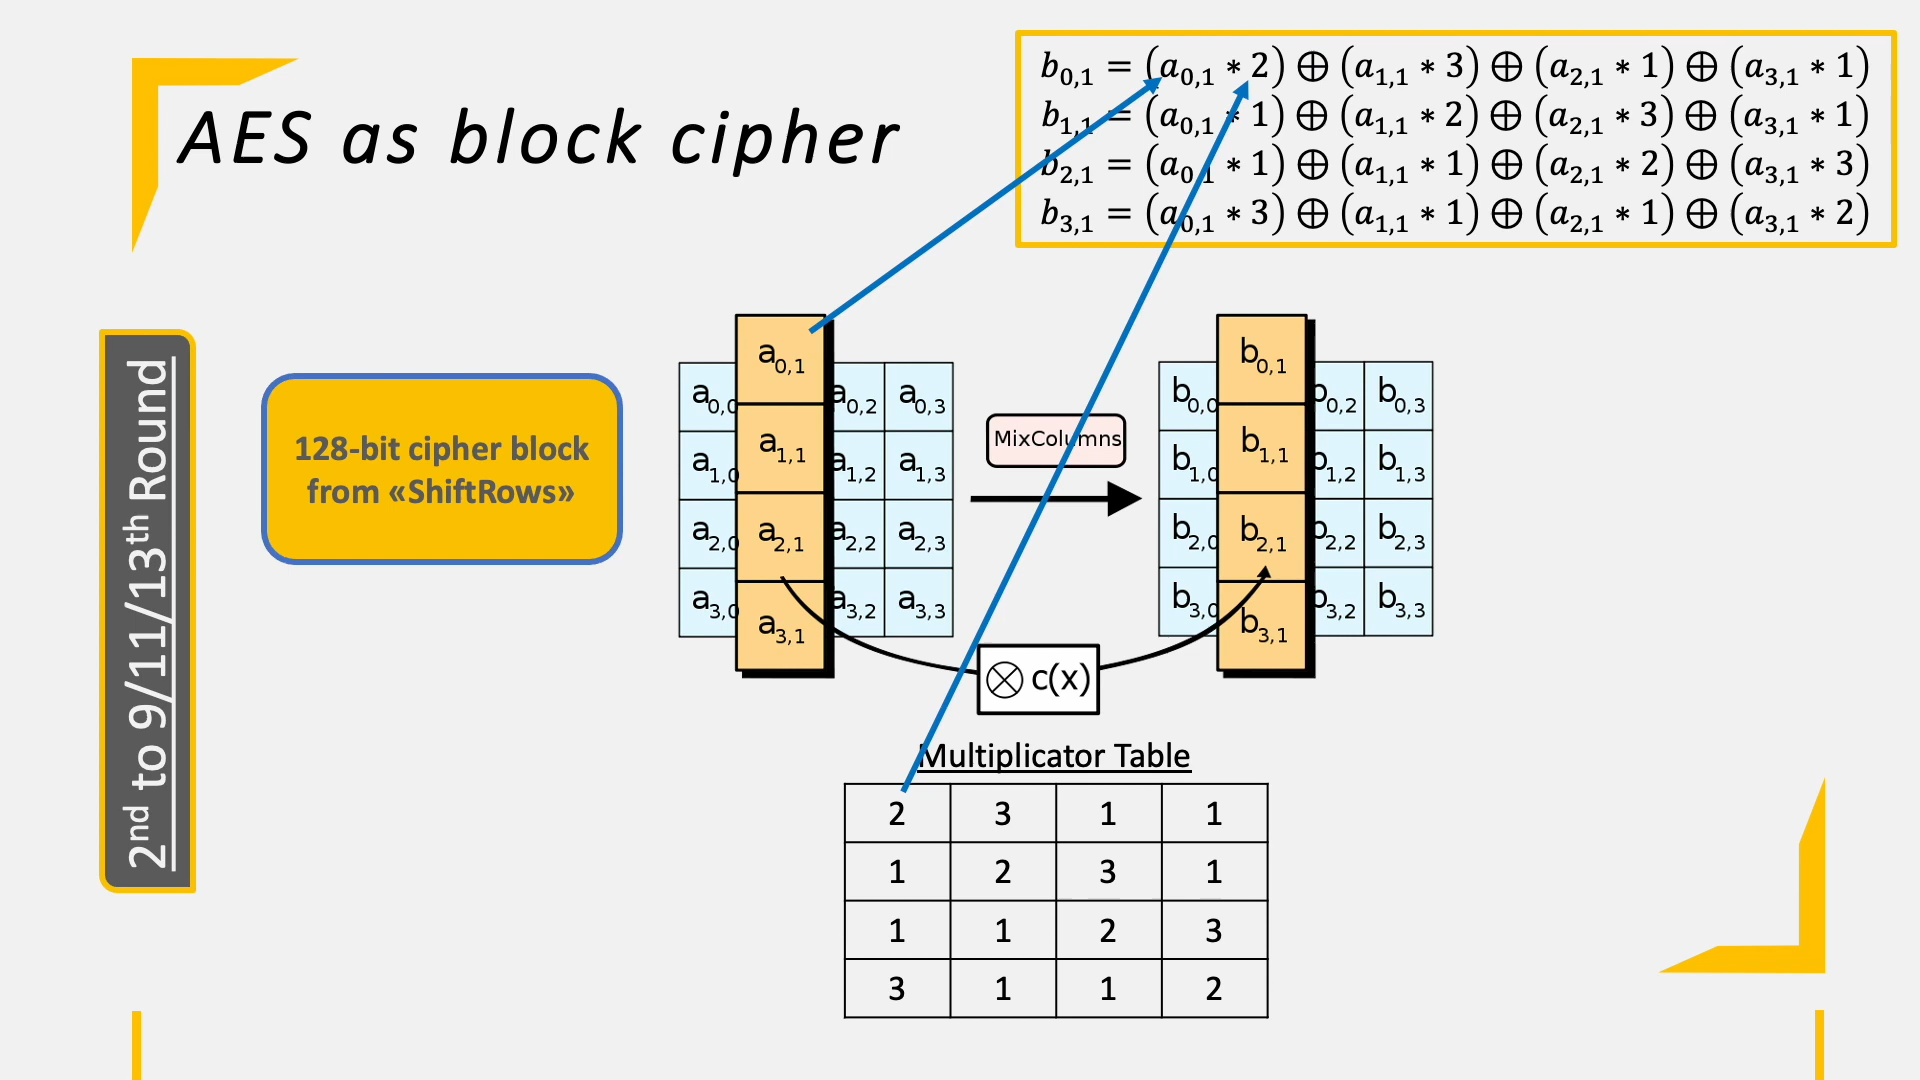 b0,1 = (a0,1 ∗ 2) ⊕ (a1,1 ∗ 3) ⊕ (a2,1 ∗ 1) ⊕ (a3,1 ∗ 1)
b1,1 = (a0,1 ∗ 1) ⊕ (a1,1 ∗ 2) ⊕ (a2,1 ∗ 3) ⊕ (a3,1 ∗ 1)
b2,1 = (a0,1 ∗ 1) ⊕ (a1,1 ∗ 1) ⊕ (a2,1 ∗ 2) ⊕ (a3,1 ∗ 3)
b3,1 = (a0,1 ∗ 3) ⊕ (a1,1 ∗ 1) ⊕ (a2,1 ∗ 1) ⊕ (a3,1 ∗ 2)
AES as block cipher
2nd to 9/11/13th Round
128-bit cipher block
from «ShiftRows»
a0,0 a0,1 a0,2 a0,3
a1,0 a1,1 a1,2 a1,3
a2,0 a2,1 a2,2 a2,3
a3,0 a3,1 a3,2 a3,3
MixColumns
b0,0 b0,1 b0,2 b0,3
b1,0 b1,1 b1,2 b1,3
b2,0 b2,1 b2,2 b2,3
b3,0 b3,1 b3,2 b3,3
⊗ c(x)
Multiplicator Table
2 3 1 1
1 2 3 1
1 1 2 3
3 1 1 2